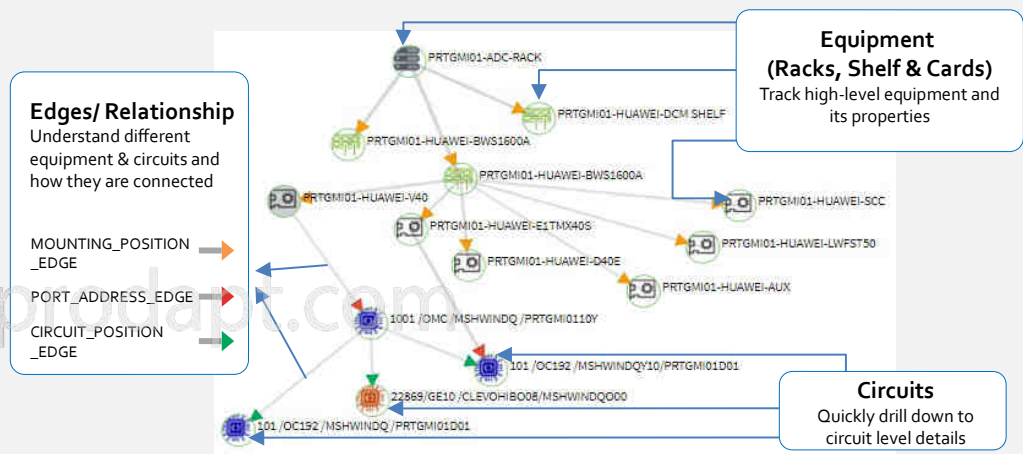 Equipment
(Racks, Shelf & Cards)
Track high-level equipment and
its properties
Edges/ Relationship
Understand different
equipment & circuits and
how they are connected
MOUNTING_POSITION
_EDGE
PORT_ADDRESS_EDGE
CIRCUIT_POSITION
_EDGE
PRTGMI01-ADC-RACK
PRTGMI01-HUAWEI-DCM SHELF
PRTGMI01-HUAWEI-BWS1600A
PRTGMI01-HUAWEI-BWS1600A
PRTGMI01-HUAWEI-V40
PRTGMI01-HUAWEI-SCC
PRTGMI01-HUAWEI-E1TMX40S
PRTGMI01-HUAWEI-LWFST50
PRTGMI01-HUAWEI-D40E
PRTGMI01-HUAWEI-AUX
prodapt.com
1001 /OMC /MSHWINDQ /PRTGMI0110Y
101 /OC192 /MSHWINDQY10/PRTGMI01D01
22869/GE10 /CLEVOHIBO08/MSHWINDQO00
101 /OC192 /MSHWINDQ /PRTGMI01D01
Circuits
Quickly drill down to
circuit level details